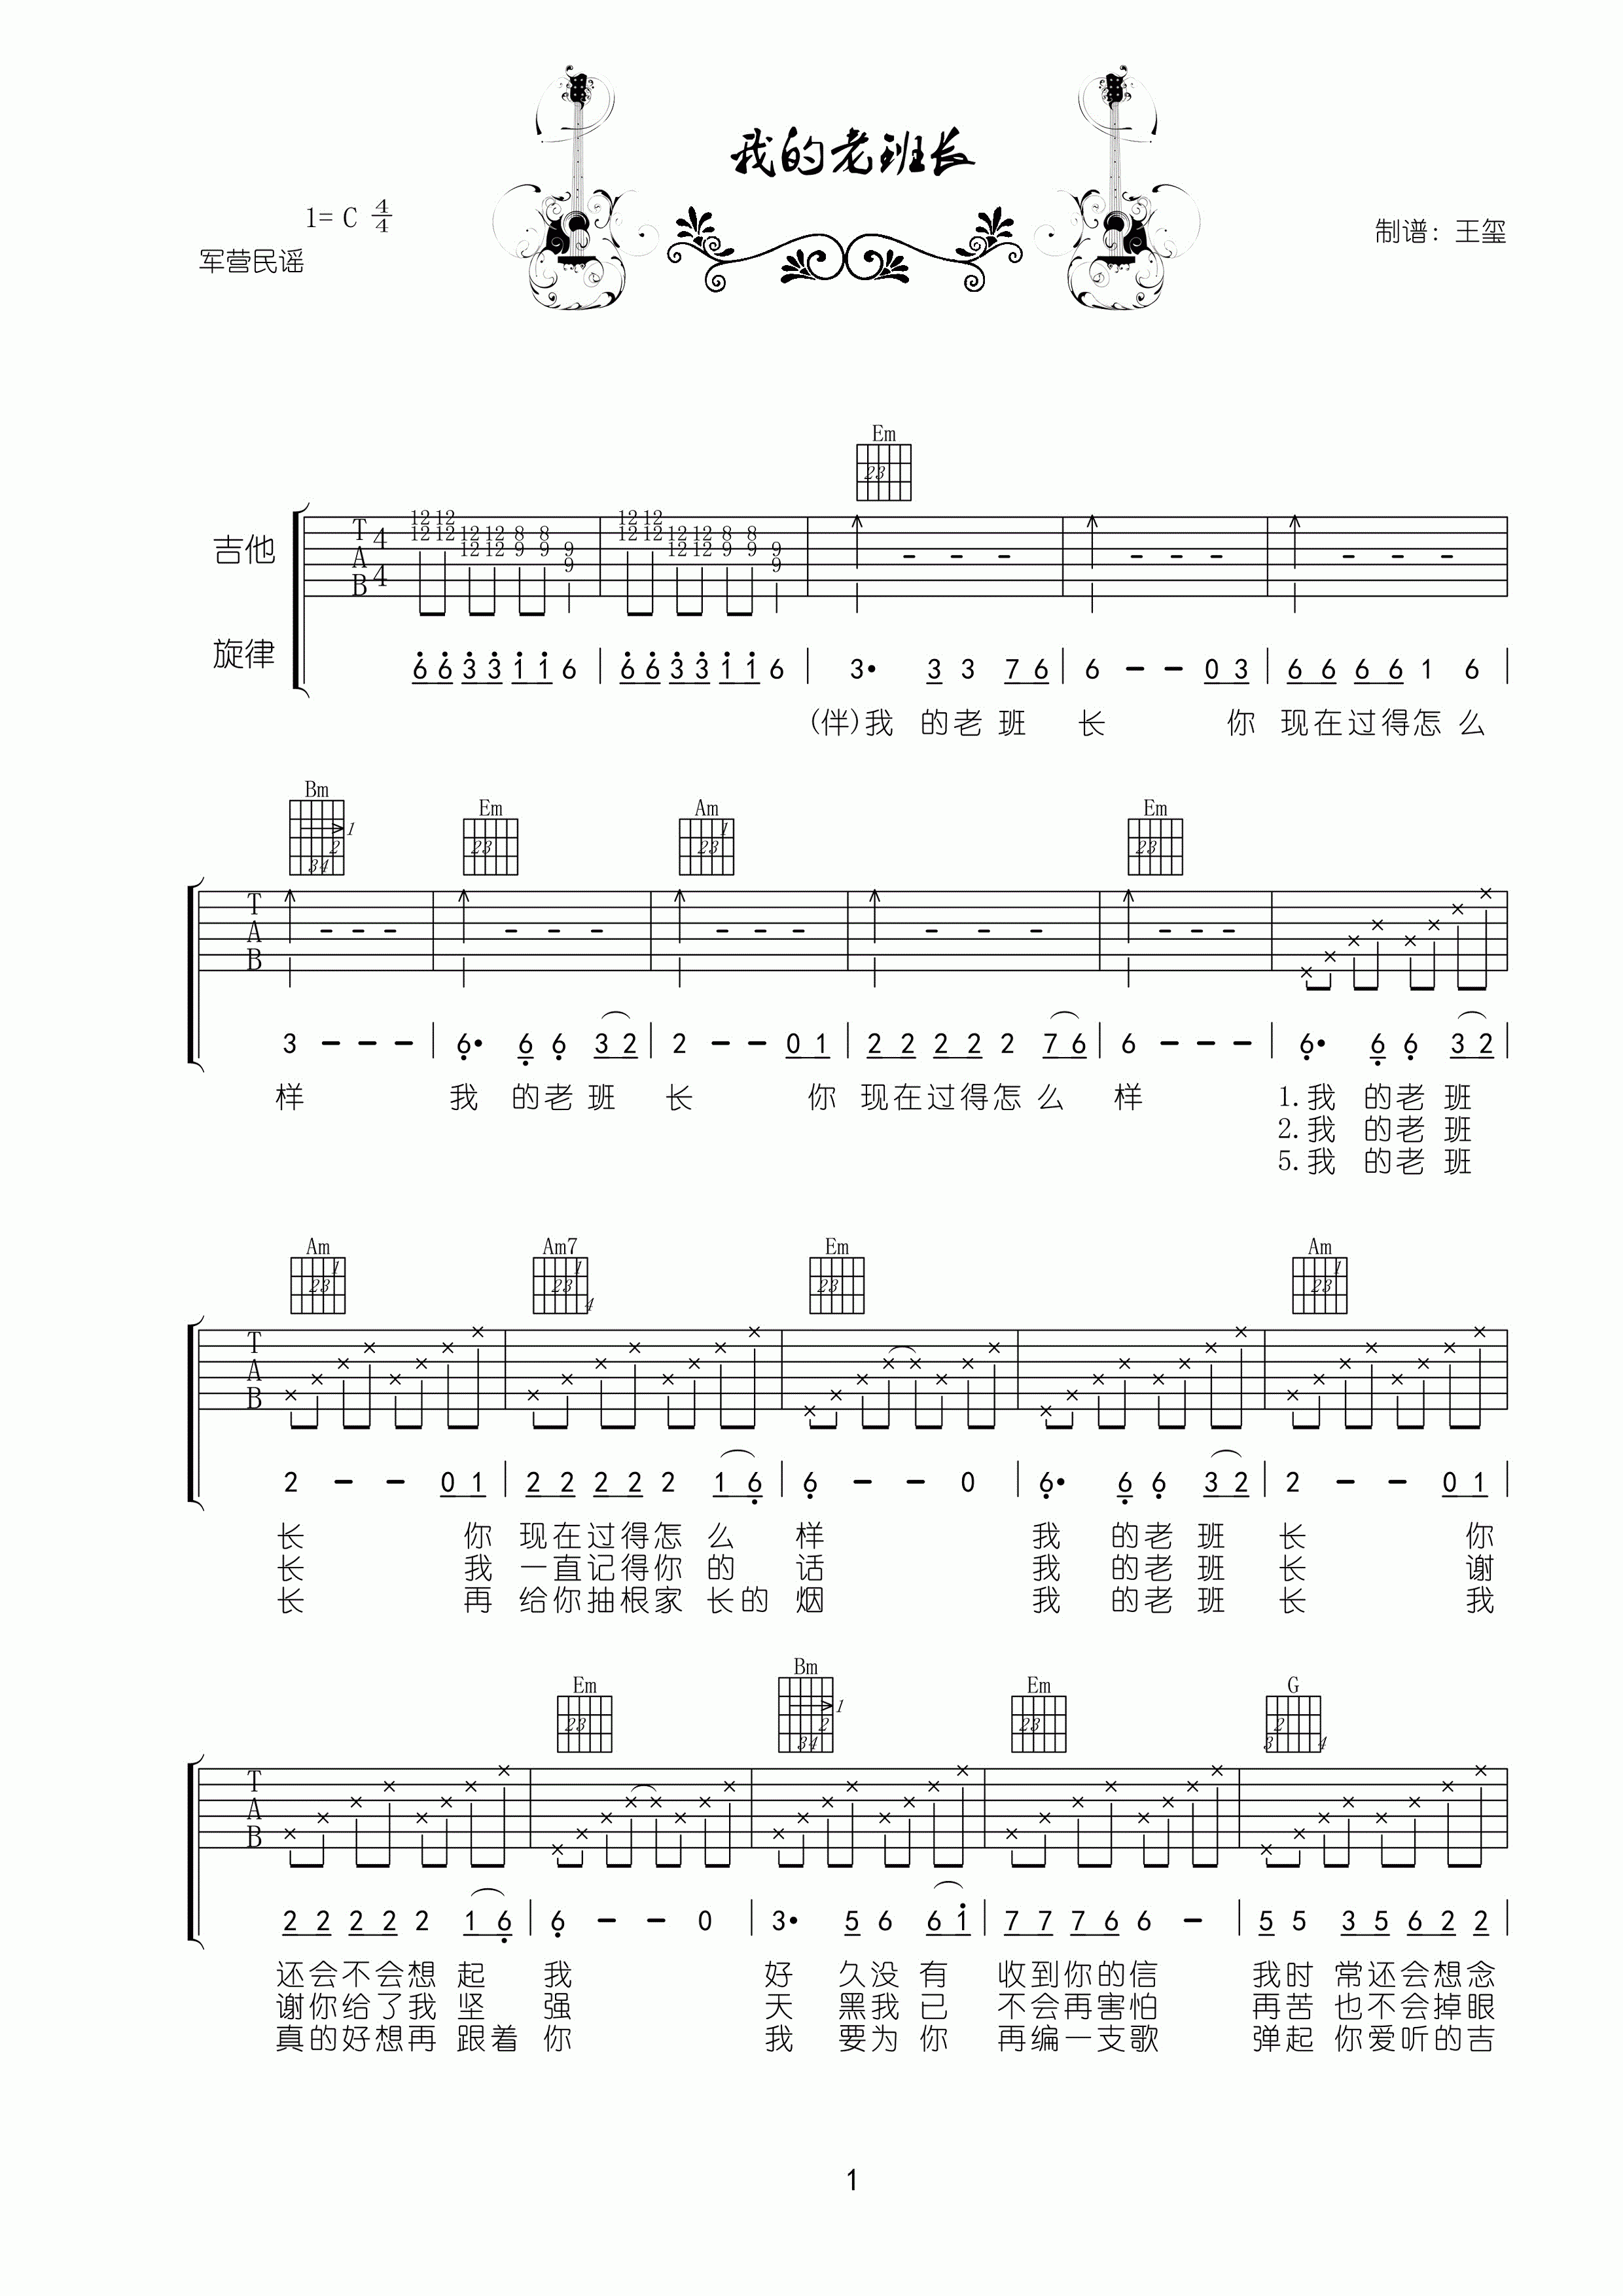 我的老班长
1= C 4/4
制谱：王玺
军营民谣
Em
吉他
T A B 4 4 12 12 12 12 12 12 8 8 9 12 12 12 12 8 8 9
12 12 12 12 9 9 9 12 12 12 12 9 9 9
旋律
6 6 3 3 1 1 6 | 6 6 3 3 1 1 6 | 3· 3 3 7 6 | 6 - - 0 3 | 6 6 6 6 1 6 |
(伴)我 的老班 长 你 现在过得怎么
Bm Em Am Em
T A B
3 - - - | 6· 6 6 3 2 | 2 - - 0 1 | 2 2 2 2 2 7 6 | 6 - - - | 6· 6 6 3 2 |
样 我 的老班 长 你 现在过得怎么 样 1.我 的老班
2.我 的老班
5.我 的老班
Am Am7 Em Am
T A B
2 - - 0 1 | 2 2 2 2 2 1 6 | 6 - - 0 | 6· 6 6 3 2 | 2 - - 0 1 |
长 你 现在过得怎么 样 我 的老班 长 你
长 我 一直记得你的 话 我 的老班 长 谢
长 再 给你抽根家长的 烟 我 的老班 长 我
Em Bm Em G
T A B
2 2 2 2 2 1 6 | 6 - - 0 | 3· 5 6 6 1 | 7 7 7 6 6 - | 5 5 3 5 6 2 2 |
还会不会想起 我 好 久没有 收到你的信 我时常还会想念
谢你给了我坚 强 天 黑我已 不会再害怕 再苦也不会掉眼
真的好想再跟着 你 我 要为你 再编一支歌 弹起你爱听的吉
1